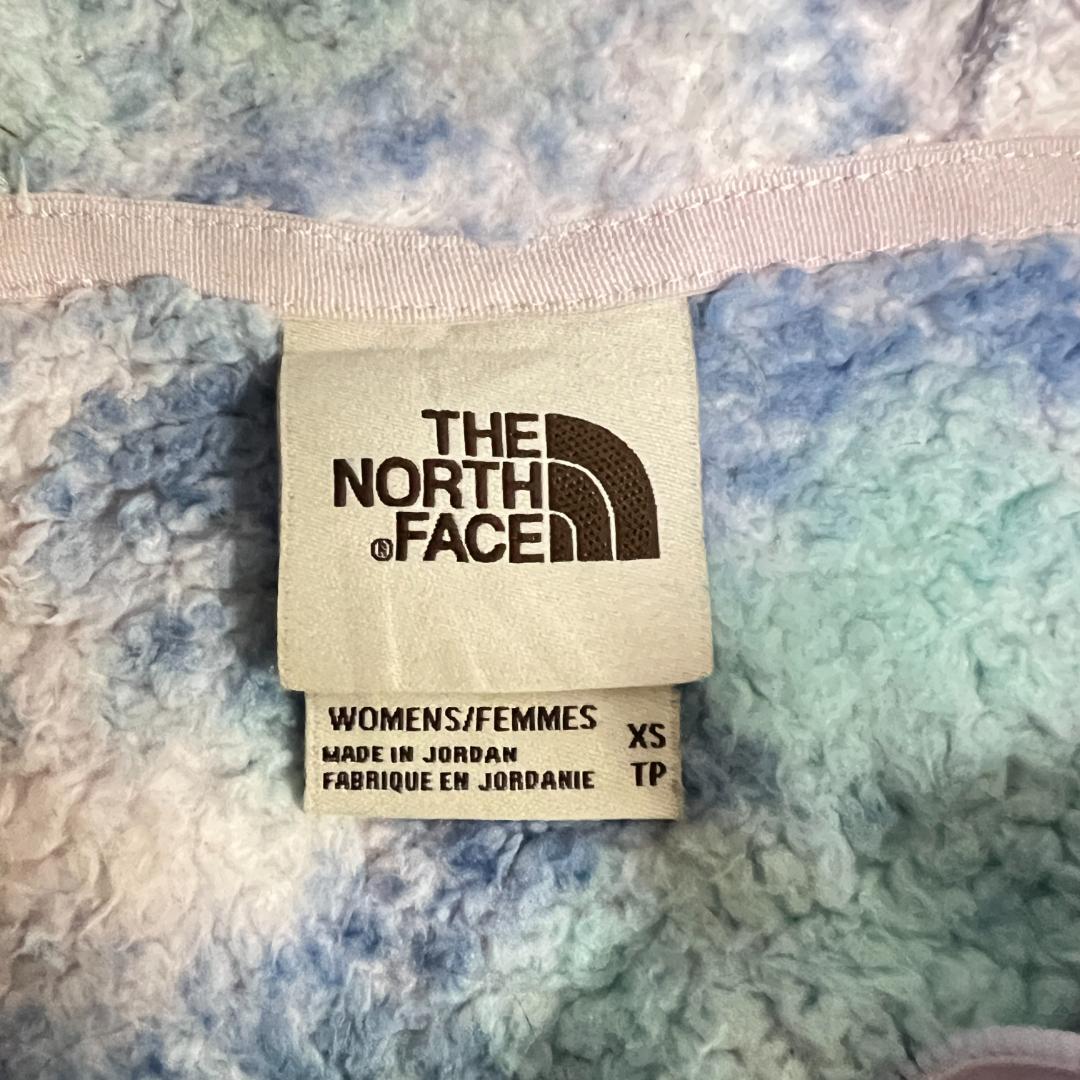 THE
NORTH
®FACE
WOMENS/FEMMES
XS
MADE IN JORDAN
FABRIQUE EN JORDANIE
TP